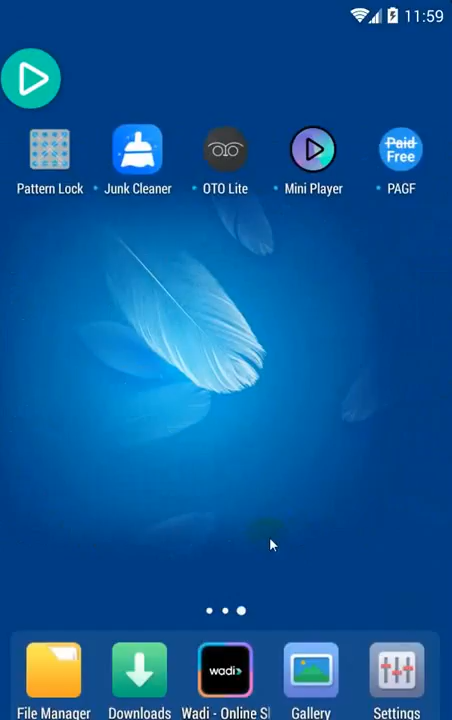 11:59
Paid
Free
Pattern Lock
Junk Cleaner
OTO Lite
Mini Player
PAGF
wadi
File Manager
Downloads
Wadi - Online S
Gallery
Settings